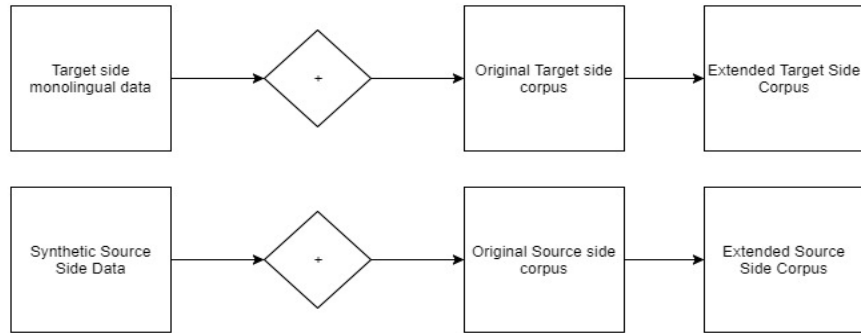 Target side
monolingual data
+
Original Target side
corpus
Extended Target Side
Corpus
Synthetic Source
Side Data
+
Original Source side
corpus
Extended Source
Side Corpus